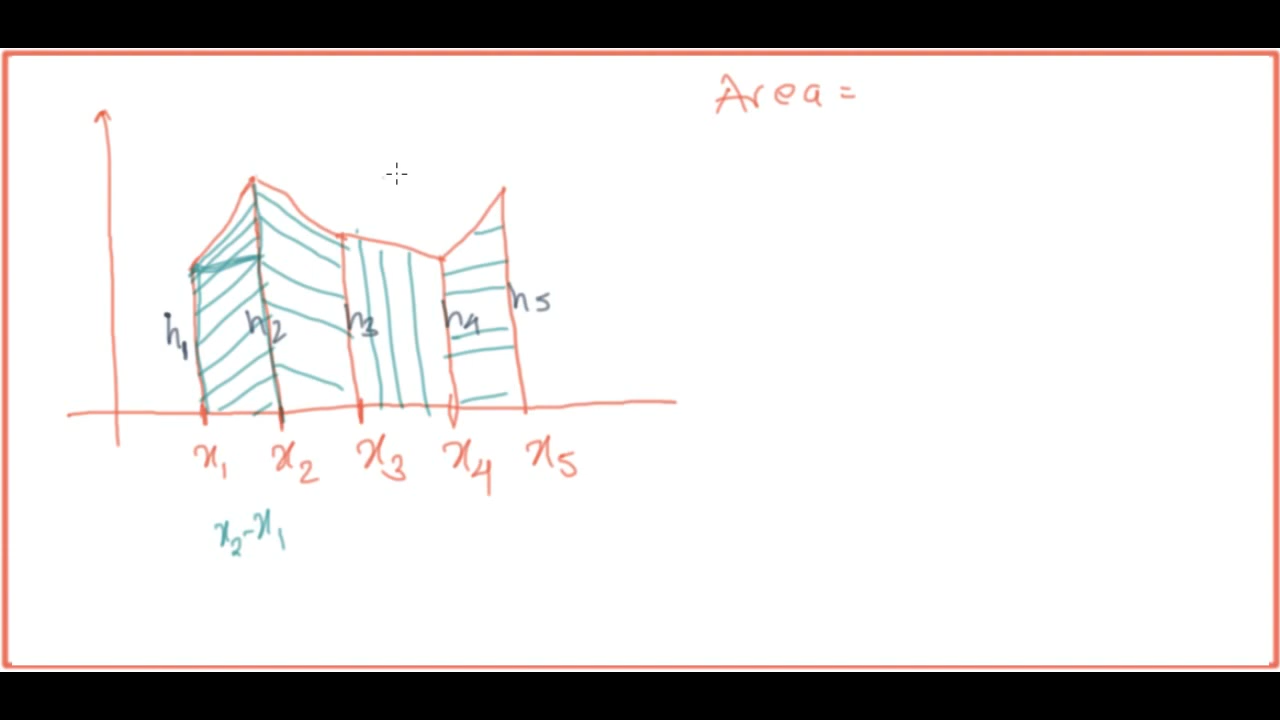 Area =
h₁ h₂ h₃ h₄ h₅
x₁ x₂ x₃ x₄ x₅
x₂-x₁